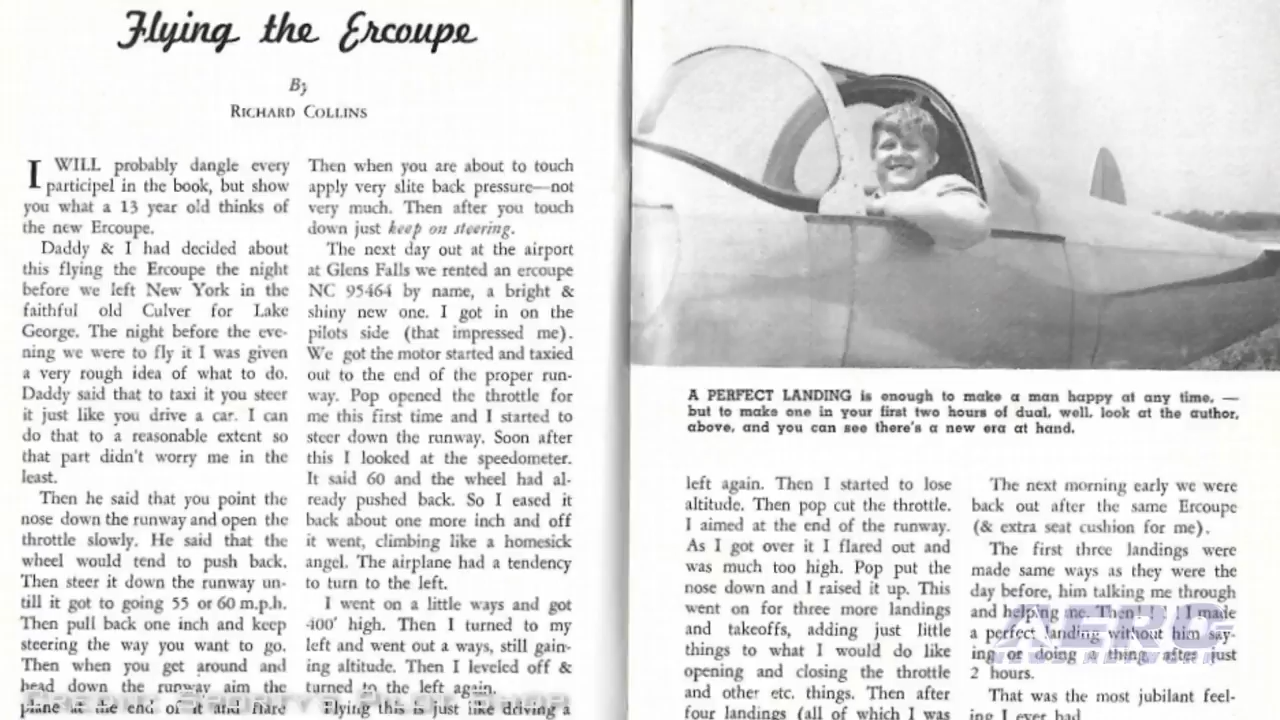 Flying the Ercoupe
By
RICHARD COLLINS
I WILL probably dangle every
participel in the book, but show
you what a 13 year old thinks of
the new Ercoupe.
Daddy & I had decided about
this flying the Ercoupe the night
before we left New York in the
faithful old Culver for Lake
George. The night before the eve-
ning we were to fly it I was given
a very rough idea of what to do.
Daddy said that to taxi it you steer
it just like you drive a car. I can
do that to a reasonable extent so
that part didn't worry me in the
least.
Then he said that you point the
nose down the runway and open the
throttle slowly. He said that the
wheel would tend to push back.
Then steer it down the runway un-
till it got to going 55 or 60 m.p.h.
Then pull back one inch and keep
steering the way you want to go.
Then when you get around and
head down the runway aim the
plane at the end of it and flare
Then when you are about to touch
apply very slite back pressure—not
very much. Then after you touch
down just keep on steering.
The next day out at the airport
at Glens Falls we rented an ercoupe
NC 95464 by name, a bright &
shiny new one. I got in on the
pilots side (that impressed me).
We got the motor started and taxied
out to the end of the proper run-
way. Pop opened the throttle for
me this first time and I started to
steer down the runway. Soon after
this I looked at the speedometer.
It said 60 and the wheel had al-
ready pushed back. So I eased it
back about one more inch and off
it went, climbing like a homesick
angel. The airplane had a tendency
to turn to the left.
I went on a little ways and got
400' high. Then I turned to my
left and went out a ways, still gain-
ing altitude. Then I leveled off &
turned to the left again.
Flying this is just like driving a
A PERFECT LANDING is enough to make a man happy at any time, —
but to make one in your first two hours of dual, well, look at the author,
above, and you can see there's a new era at hand.
left again. Then I started to lose
altitude. Then pop cut the throttle.
I aimed at the end of the runway.
As I got over it I flared out and
was much too high. Pop put the
nose down and I raised it up. This
went on for three more landings
and takeoffs, adding just little
things to what I would do like
opening and closing the throttle
and other etc. things. Then after
four landings (all of which I was
The next morning early we were
back out after the same Ercoupe
(& extra seat cushion for me).
The first three landings were
made same ways as they were the
day before, him talking me through
and helping me. Then!!! I made
a perfect landing without him say-
ing or doing a thing, after just
2 hours.
That was the most jubilant feel-
ing I ever had
AERO